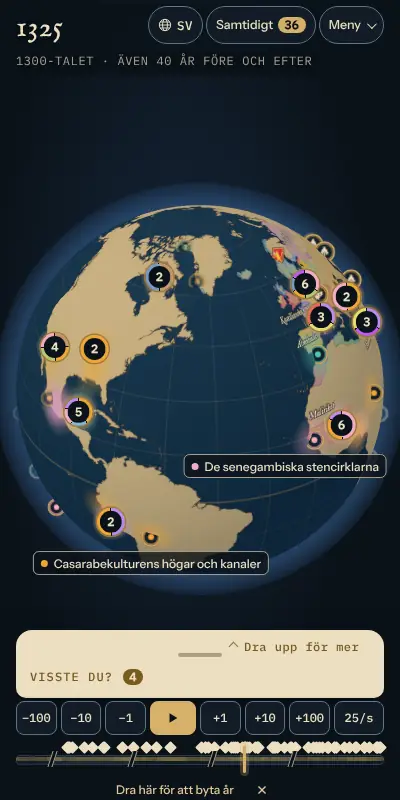 1325
SV
Samtidigt 36
Meny
1300-TALET · ÄVEN 40 ÅR FÖRE OCH EFTER
2
6
2
3
3
4
2
5
6
De senegambiska stencirklarna
2
Casarabekulturens högar och kanaler
Dra upp för mer
VISSTE DU? 4
−100
−10
−1
+1
+10
+100
25/s
Dra här för att byta år ×